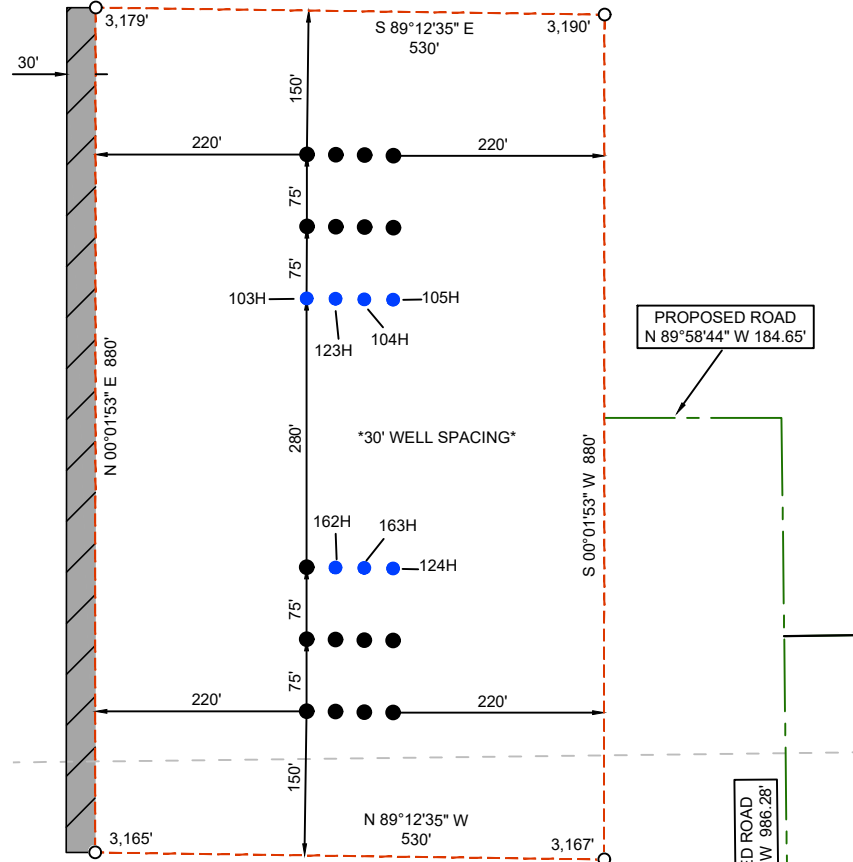 3,179'
S 89°12'35" E
530'
3,190'
30'
150'
220'
220'
75'
75'
103H
105H
104H
123H
PROPOSED ROAD
N 89°58'44" W 184.65'
N 00°01'53" E 880'
280'
*30' WELL SPACING*
S 00°01'53" W 880'
162H
163H
124H
75'
75'
220'
220'
150'
N 89°12'35" W
530'
3,165'
3,167'
ED ROAD
W 986.28'